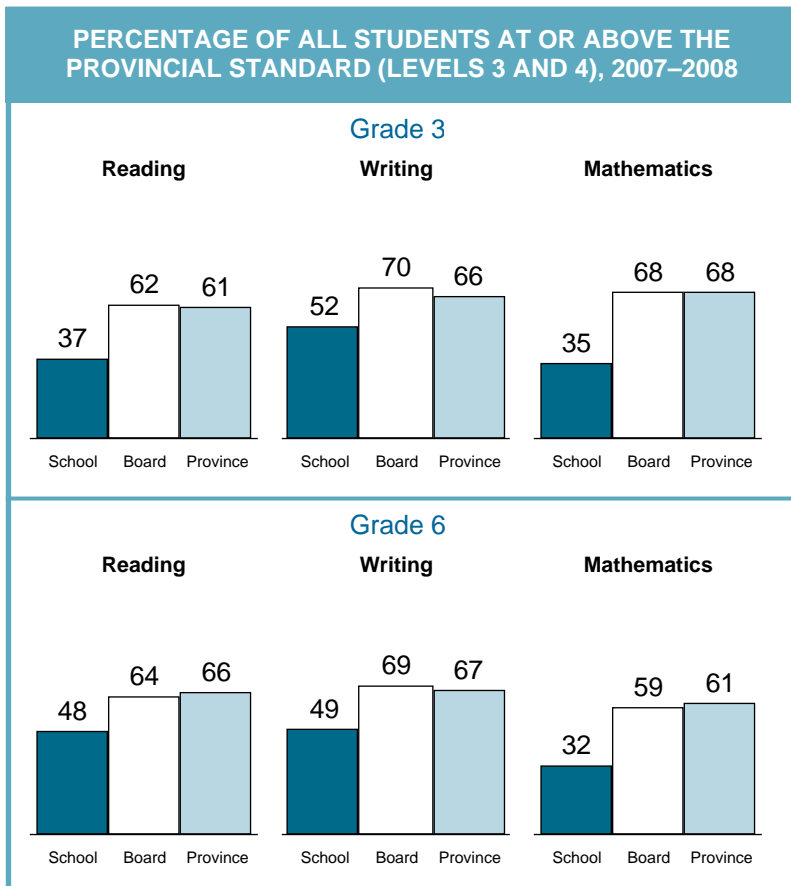 PERCENTAGE OF ALL STUDENTS AT OR ABOVE THE
PROVINCIAL STANDARD (LEVELS 3 AND 4), 2007–2008
Grade 3
Reading Writing Mathematics
37 62 61 52 70 66 35 68 68
School Board Province School Board Province School Board Province
Grade 6
Reading Writing Mathematics
48 64 66 49 69 67 32 59 61
School Board Province School Board Province School Board Province